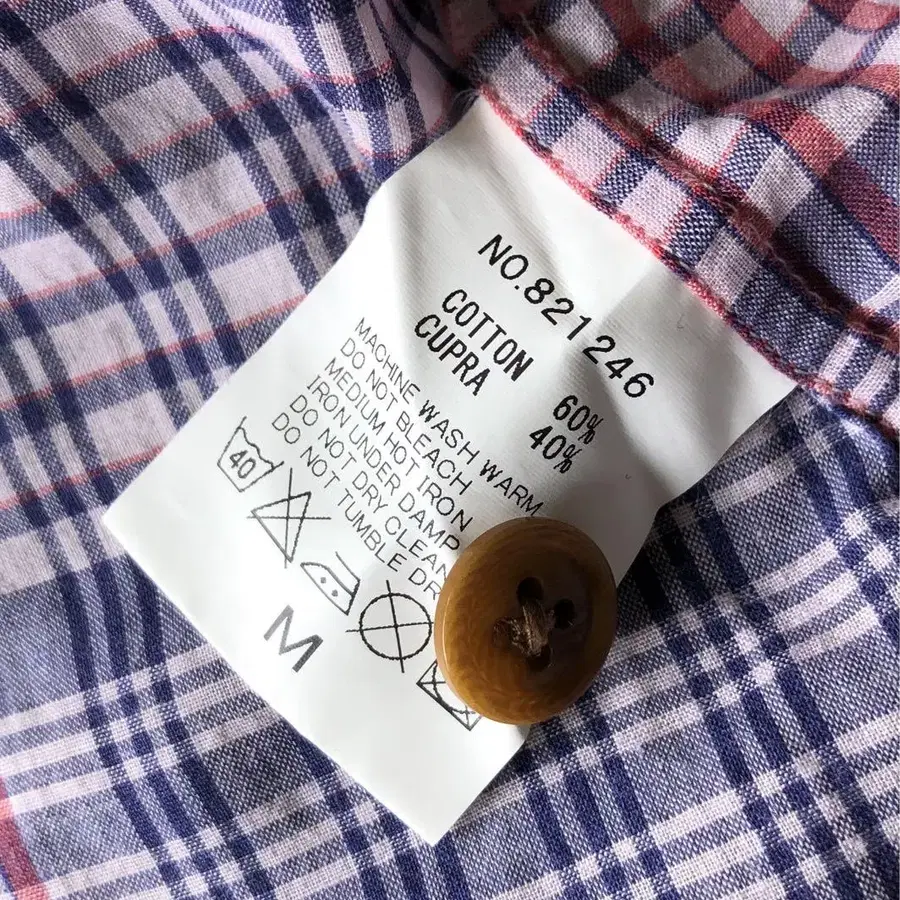 NO.821246
COTTON 60%
CUPRA 40%
MACHINE WASH WARM
DO NOT BLEACH
MEDIUM HOT IRON
IRON UNDER DAMP
DO NOT DRY CLEAN
DO NOT TUMBLE DR
40
M